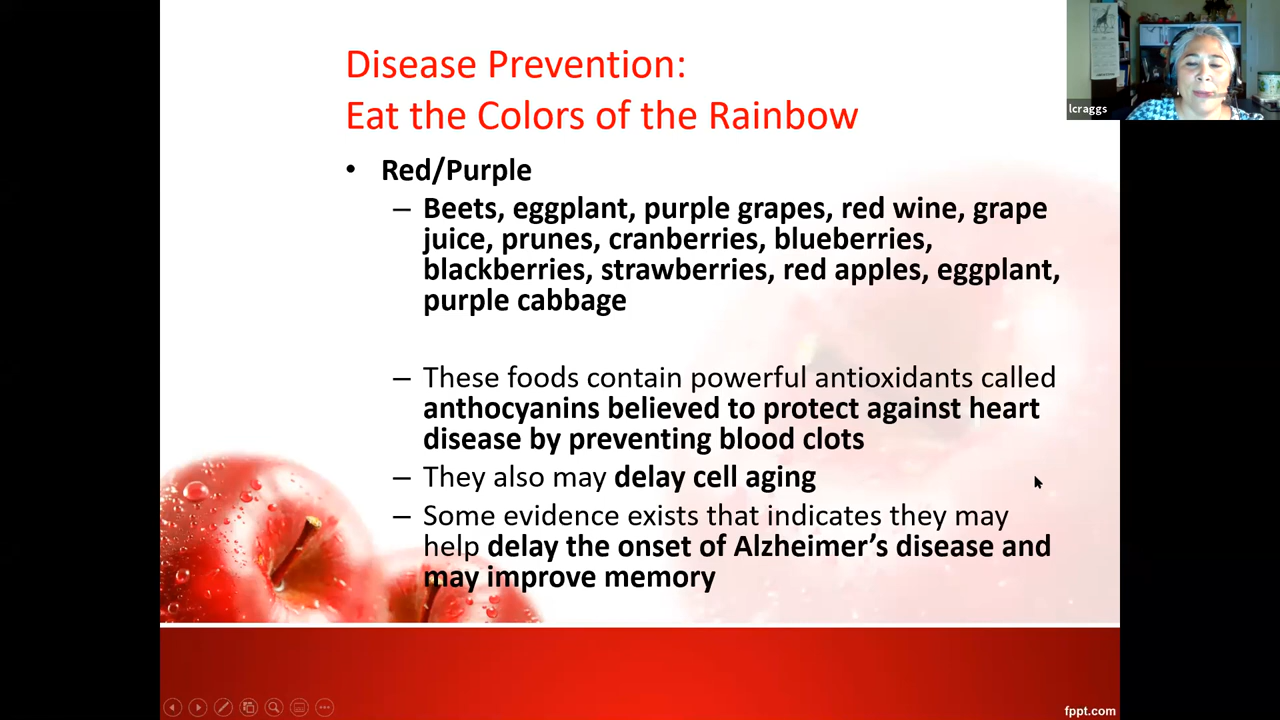 Disease Prevention:
Eat the Colors of the Rainbow
• Red/Purple
– Beets, eggplant, purple grapes, red wine, grape
juice, prunes, cranberries, blueberries,
blackberries, strawberries, red apples, eggplant,
purple cabbage
– These foods contain powerful antioxidants called
anthocyanins believed to protect against heart
disease by preventing blood clots
– They also may delay cell aging
– Some evidence exists that indicates they may
help delay the onset of Alzheimer’s disease and
may improve memory
lcraggs
fppt.com